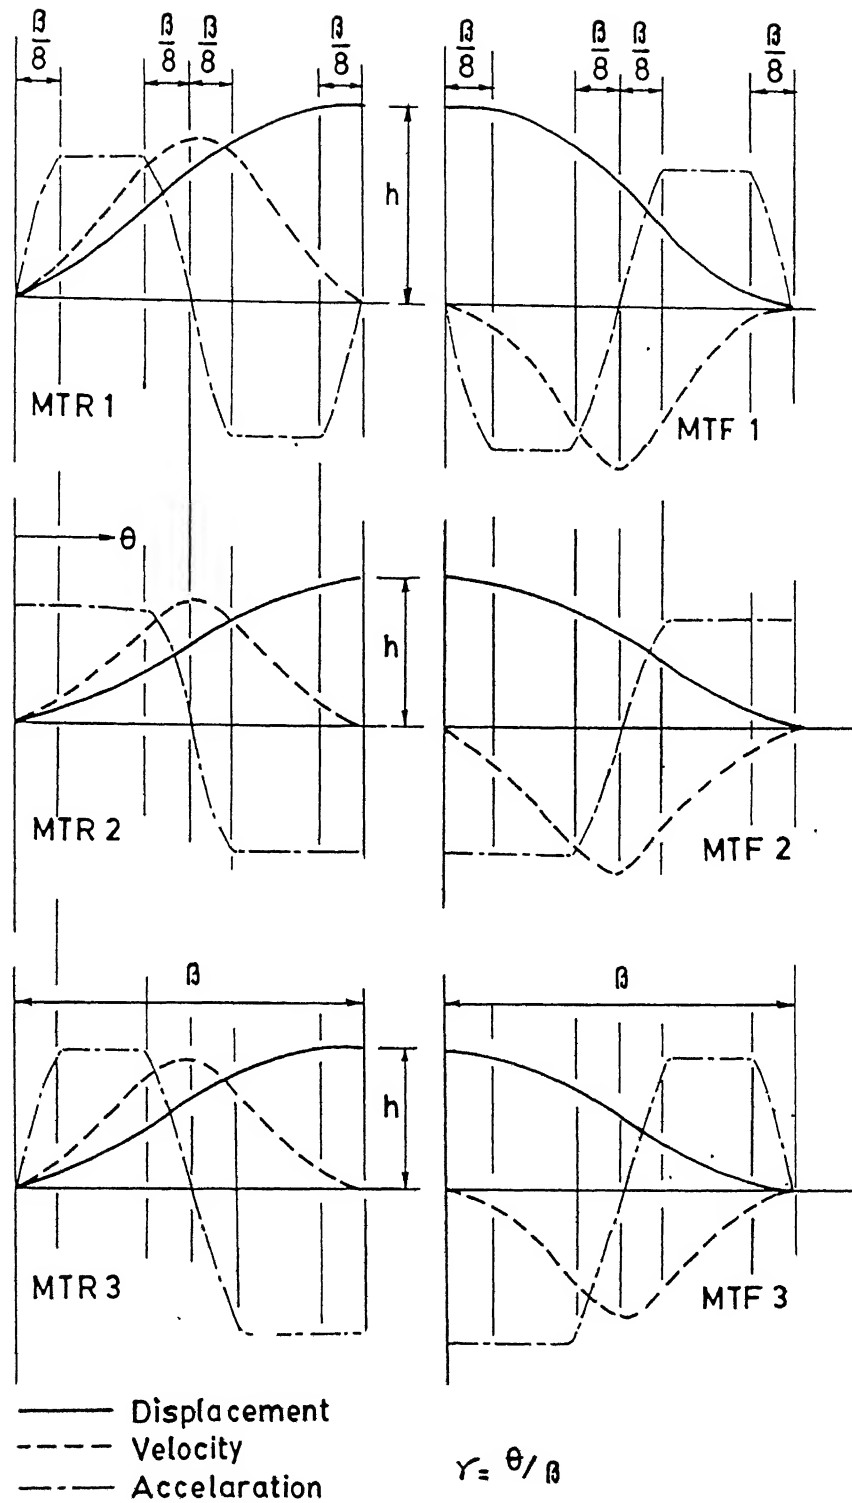 β/8 β/8 β/8 β/8 β/8 β/8 β/8 β/8
h
MTR 1
MTF 1
θ
h
MTR 2
MTF 2
β β
h
MTR 3
MTF 3
Displacement
Velocity
Accelaration
γ = θ/β